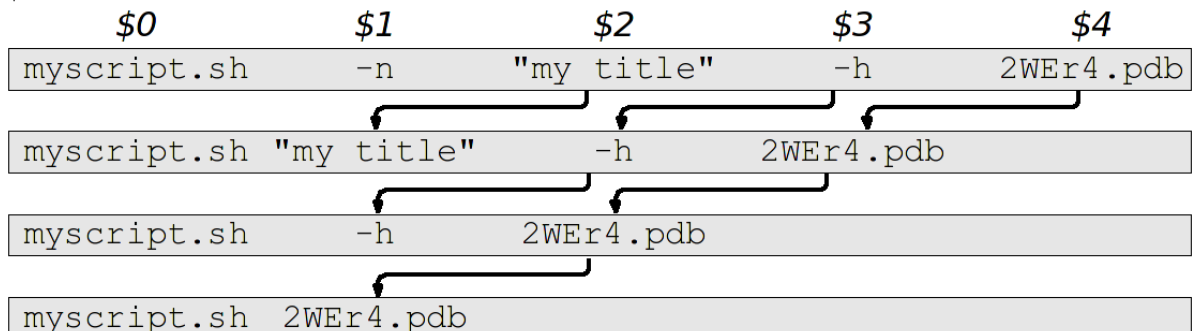 $0 $1 $2 $3 $4
myscript.sh -n "my title" -h 2WEr4.pdb
myscript.sh "my title" -h 2WEr4.pdb
myscript.sh -h 2WEr4.pdb
myscript.sh 2WEr4.pdb